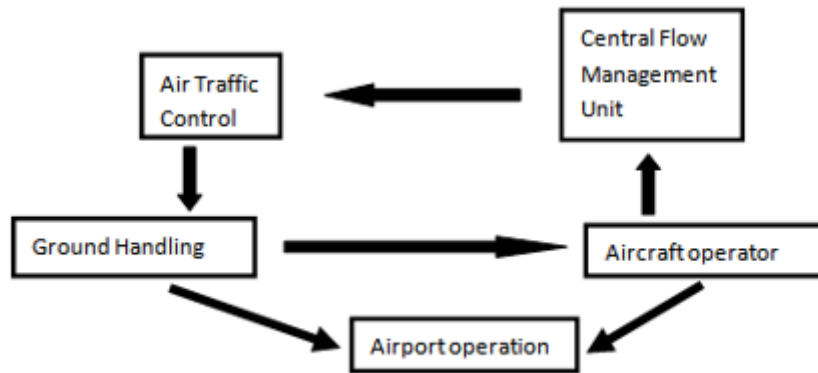 Central Flow
Management
Unit
Air Traffic
Control
Ground Handling
Aircraft operator
Airport operation